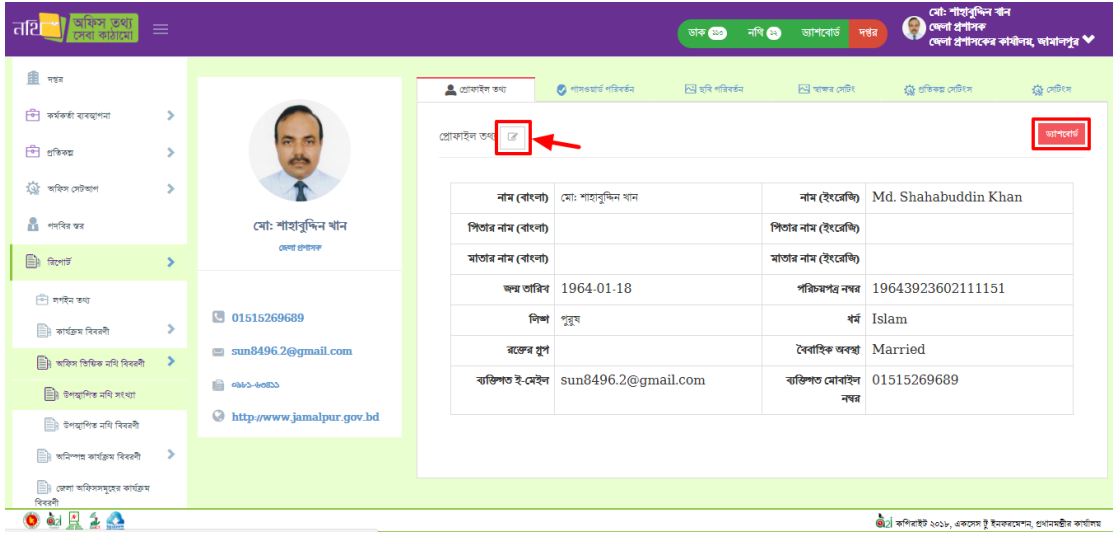 নথি অফিস তথ্য
সেবা কাঠামো
ডাক ১১০ নথি ১২ ড্যাশবোর্ড দপ্তর
মো: শাহাবুদ্দিন খান
জেলা প্রশাসক
জেলা প্রশাসকের কার্যালয়, জামালপুর
দপ্তর
কর্মকর্তা ব্যবস্থাপনা
প্রতিকল্প
অফিস সেটআপ
পদবির স্তর
রিপোর্ট
লগইন তথ্য
কার্যক্রম বিবরণী
অফিস ভিত্তিক নথি বিবরণী
উপস্থাপিত নথি সংখ্যা
উপস্থাপিত নথি বিবরণী
অনিষ্পন্ন কার্যক্রম বিবরণী
জেলা অফিসসমূহের কার্যক্রম
বিবরণী
মো: শাহাবুদ্দিন খান
জেলা প্রশাসক
01515269689
sun8496.2@gmail.com
০৯৮১-৬৩৪১১
http://www.jamalpur.gov.bd
প্রোফাইল তথ্য পাসওয়ার্ড পরিবর্তন ছবি পরিবর্তন স্বাক্ষর সেটিং প্রতিকল্প সেটিংস সেটিংস
প্রোফাইল তথ্য ড্যাশবোর্ড
নাম (বাংলা) মো: শাহাবুদ্দিন খান নাম (ইংরেজি) Md. Shahabuddin Khan
পিতার নাম (বাংলা) পিতার নাম (ইংরেজি)
মাতার নাম (বাংলা) মাতার নাম (ইংরেজি)
জন্ম তারিখ 1964-01-18 পরিচয়পত্র নম্বর 19643923602111151
লিঙ্গ পুরুষ ধর্ম Islam
রক্তের গ্রুপ বৈবাহিক অবস্থা Married
ব্যক্তিগত ই-মেইল sun8496.2@gmail.com ব্যক্তিগত মোবাইল 01515269689
নম্বর
a2i কপিরাইট ২০১৮, একসেস টু ইনফরমেশন, প্রধানমন্ত্রীর কার্যালয়